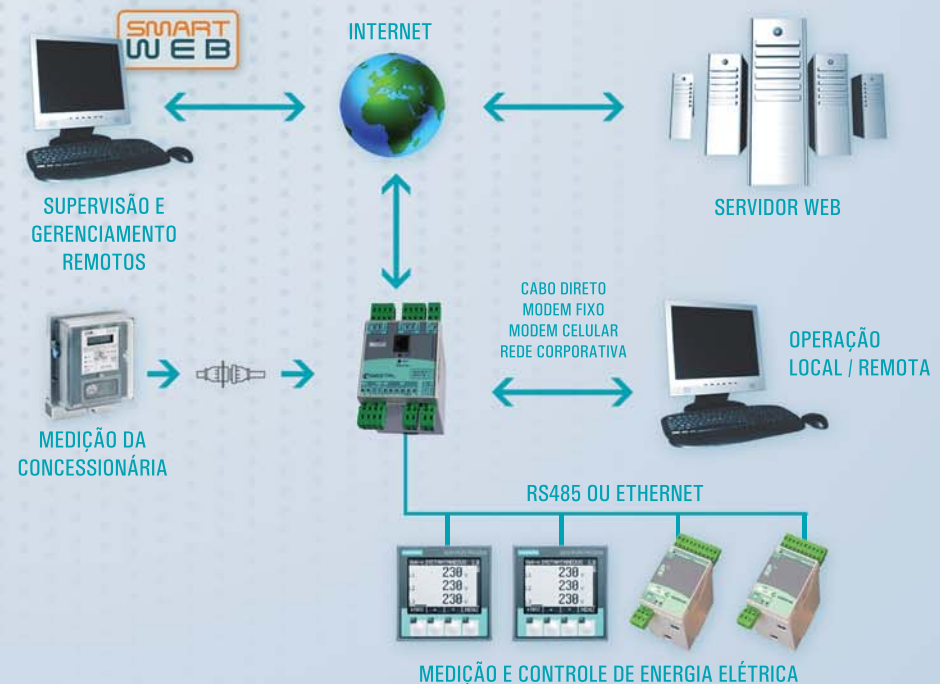 SMART
WEB
INTERNET
SUPERVISÃO E
GERENCIAMENTO
REMOTOS
SERVIDOR WEB
CABO DIRETO
MODEM FIXO
MODEM CELULAR
REDE CORPORATIVA
OPERAÇÃO
LOCAL / REMOTA
MEDIÇÃO DA
CONCESSIONÁRIA
RS485 OU ETHERNET
230
230
230
230
230
230
MEDIÇÃO E CONTROLE DE ENERGIA ELÉTRICA